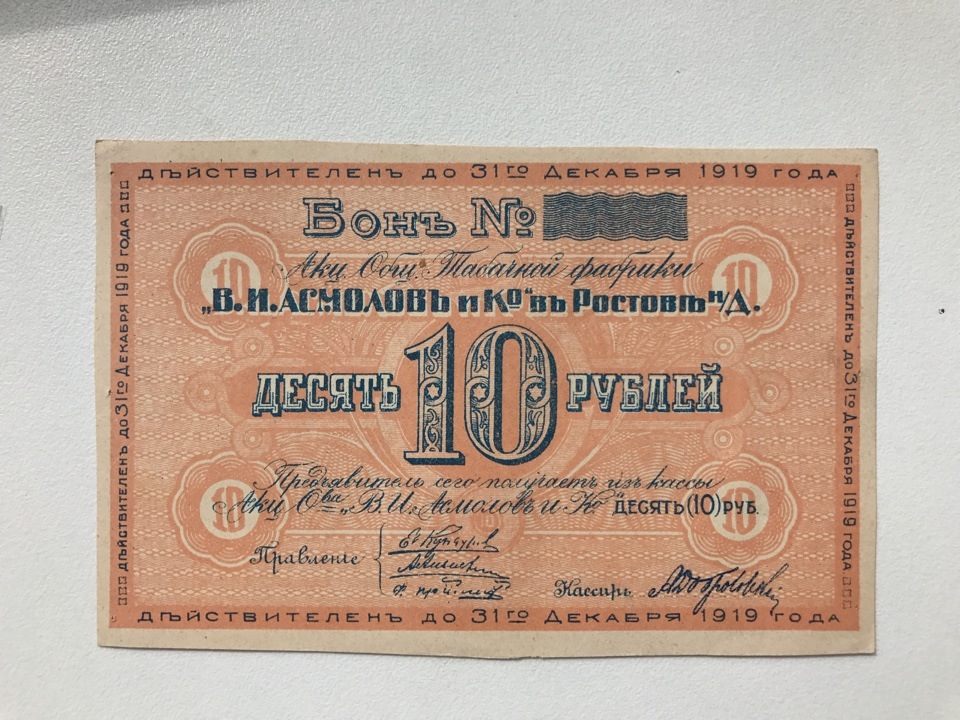 ДѢЙСТВИТЕЛЕНЪ ДО 31ГО ДЕКАБРЯ 1919 ГОДА
БОНЪ №
Акц. Общ. Табачной фабрики
„В.И.АСМОЛОВЪ и Ко“ въ РОСТОВѢ Н/Д.
10 10
ДЕСЯТЬ 10 РУБЛЕЙ
Предъявитель сего получаетъ изъ кассы
Акц. О-ва „В. И. Асмоловъ и Ко“ ДЕСЯТЬ (10) РУБ.
10 10
Правление
Кассиръ
ДѢЙСТВИТЕЛЕНЪ ДО 31ГО ДЕКАБРЯ 1919 ГОДА
ДѢЙСТВИТЕЛЕНЪ ДО 31ГО ДЕКАБРЯ 1919 ГОДА
ДѢЙСТВИТЕЛЕНЪ ДО 31ГО ДЕКАБРЯ 1919 ГОДА